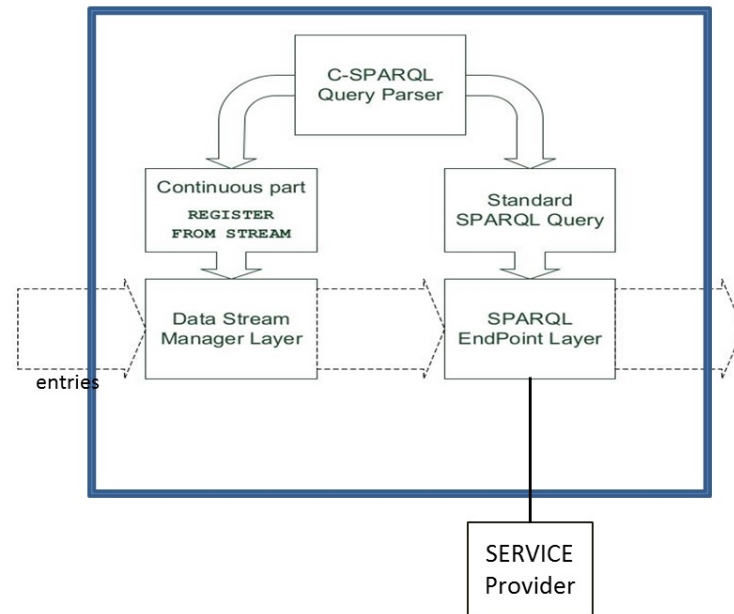 C-SPARQL
Query Parser
Continuous part
REGISTER
FROM STREAM
Standard
SPARQL Query
Data Stream
Manager Layer
SPARQL
EndPoint Layer
entries
SERVICE
Provider